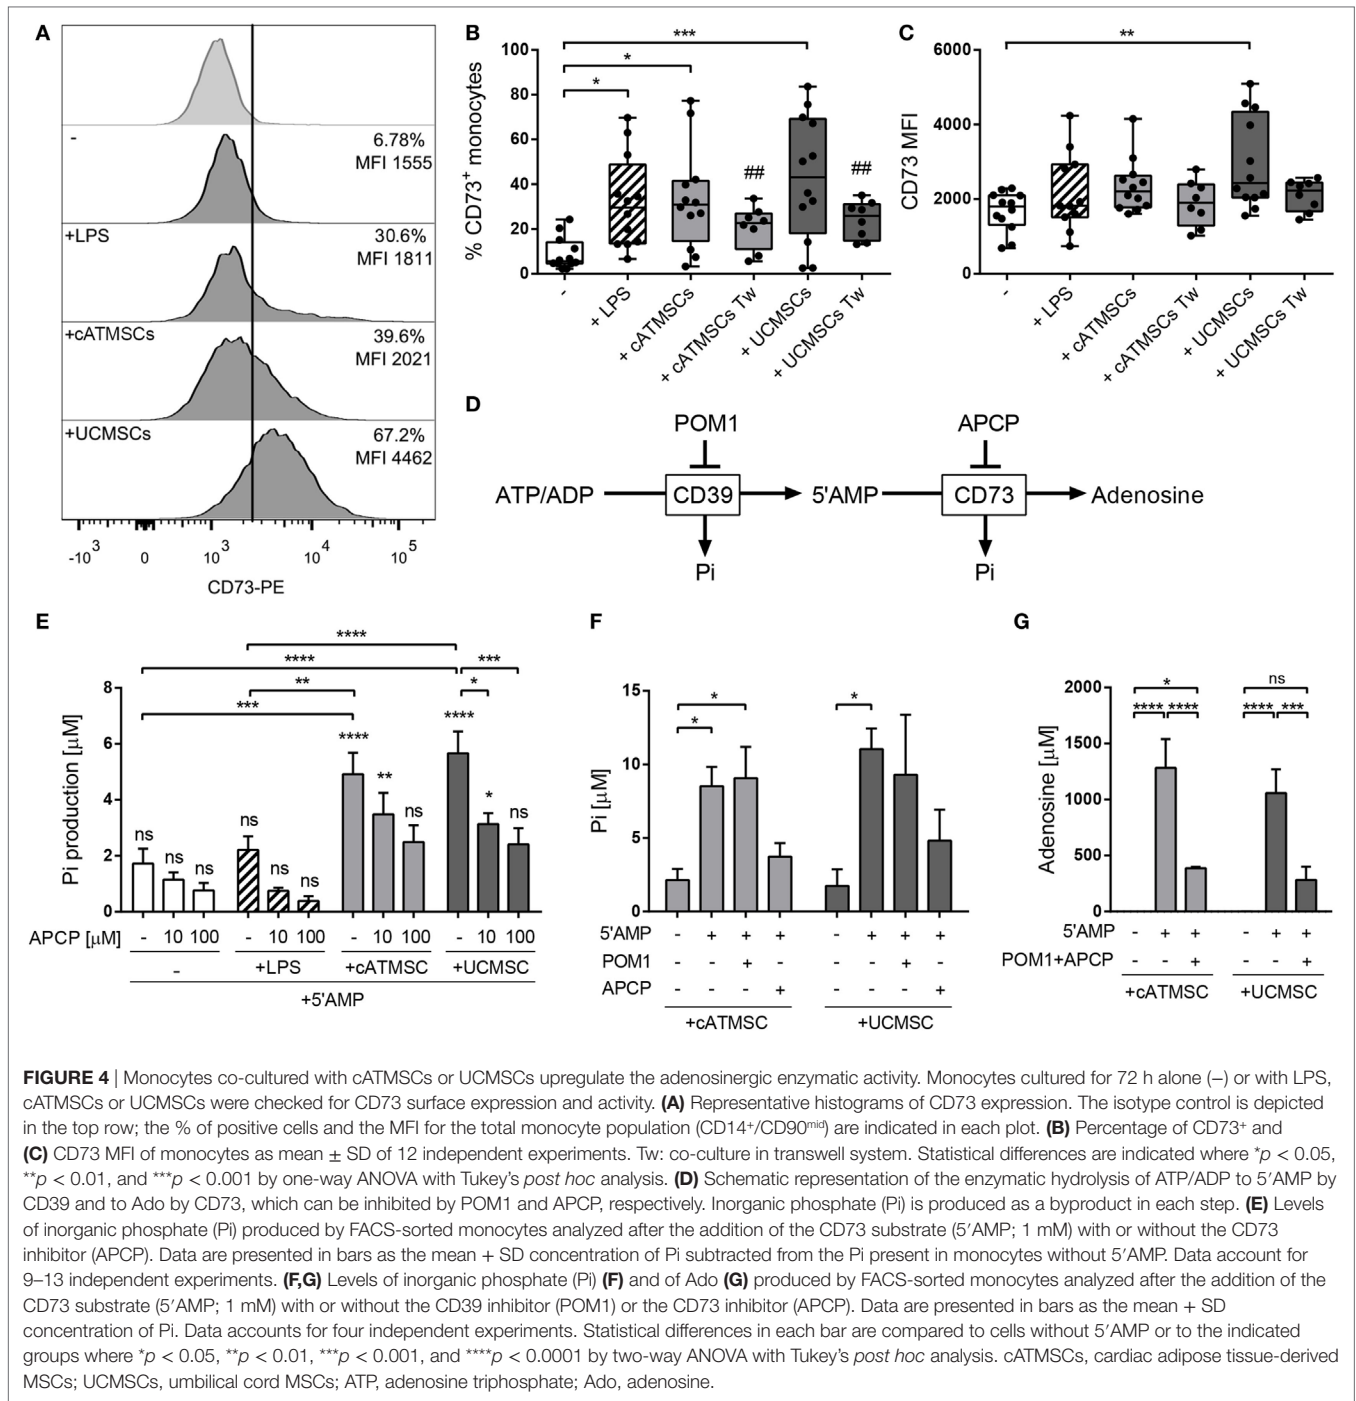 A
-
6.78%
MFI 1555
+LPS
30.6%
MFI 1811
+cATMSCs
39.6%
MFI 2021
+UCMSCs
67.2%
MFI 4462
-10³ 0 10³ 10⁴ 10⁵
CD73-PE
B
% CD73⁺ monocytes
100
80
60
40
20
0
***
*
*
##
##
-
+ LPS
+ cATMSCs
+ cATMSCs Tw
+ UCMSCs
+ UCMSCs Tw
C
CD73 MFI
6000
4000
2000
0
**
-
+ LPS
+ cATMSCs
+ cATMSCs Tw
+ UCMSCs
+ UCMSCs Tw
D
POM1 APCP
ATP/ADP CD39 5'AMP CD73 Adenosine
Pi Pi
E
Pi production [µM]
8
6
4
2
0
****
**** ***
** *
***
ns ns ns
ns ns ns
**** ** ns
**** * ns
APCP [µM] - 10 100 - 10 100 - 10 100 - 10 100
- +LPS +cATMSC +UCMSC
+5'AMP
F
Pi [µM]
15
10
5
0
*
*
*
5'AMP - + + + - + + +
POM1 - - + - - - + -
APCP - - - + - - - +
+cATMSC +UCMSC
G
Adenosine [µM]
2000
1500
1000
500
0
* ns
**** **** **** ***
5'AMP - + + - + +
POM1+APCP - - + - - +
+cATMSC +UCMSC
FIGURE 4 | Monocytes co-cultured with cATMSCs or UCMSCs upregulate the adenosinergic enzymatic activity. Monocytes cultured for 72 h alone (−) or with LPS,
cATMSCs or UCMSCs were checked for CD73 surface expression and activity. (A) Representative histograms of CD73 expression. The isotype control is depicted
in the top row; the % of positive cells and the MFI for the total monocyte population (CD14⁺/CD90ᵐⁱᵈ) are indicated in each plot. (B) Percentage of CD73⁺ and
(C) CD73 MFI of monocytes as mean ± SD of 12 independent experiments. Tw: co-culture in transwell system. Statistical differences are indicated where *p < 0.05,
**p < 0.01, and ***p < 0.001 by one-way ANOVA with Tukey's post hoc analysis. (D) Schematic representation of the enzymatic hydrolysis of ATP/ADP to 5′AMP by
CD39 and to Ado by CD73, which can be inhibited by POM1 and APCP, respectively. Inorganic phosphate (Pi) is produced as a byproduct in each step. (E) Levels
of inorganic phosphate (Pi) produced by FACS-sorted monocytes analyzed after the addition of the CD73 substrate (5′AMP; 1 mM) with or without the CD73
inhibitor (APCP). Data are presented in bars as the mean + SD concentration of Pi subtracted from the Pi present in monocytes without 5′AMP. Data account for
9–13 independent experiments. (F,G) Levels of inorganic phosphate (Pi) (F) and of Ado (G) produced by FACS-sorted monocytes analyzed after the addition of the
CD73 substrate (5′AMP; 1 mM) with or without the CD39 inhibitor (POM1) or the CD73 inhibitor (APCP). Data are presented in bars as the mean + SD
concentration of Pi. Data accounts for four independent experiments. Statistical differences in each bar are compared to cells without 5′AMP or to the indicated
groups where *p < 0.05, **p < 0.01, ***p < 0.001, and ****p < 0.0001 by two-way ANOVA with Tukey's post hoc analysis. cATMSCs, cardiac adipose tissue-derived
MSCs; UCMSCs, umbilical cord MSCs; ATP, adenosine triphosphate; Ado, adenosine.